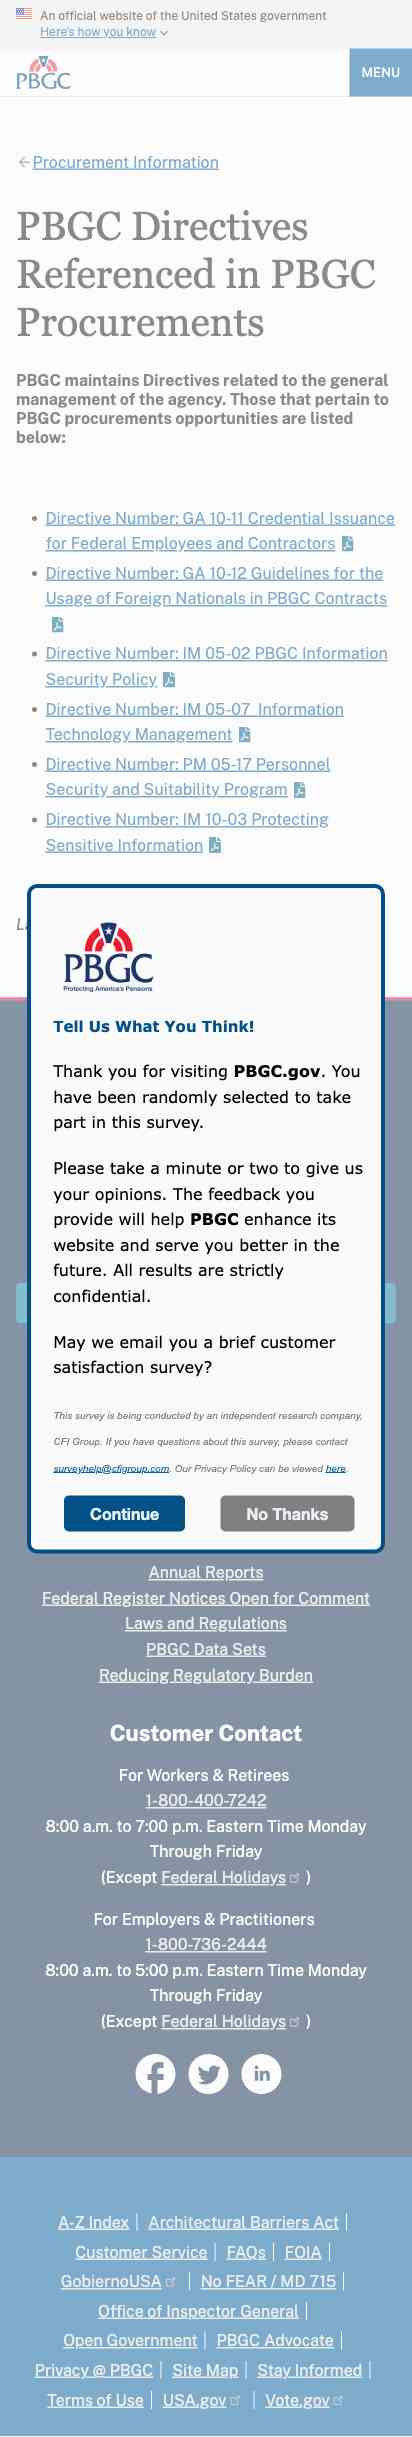 An official website of the United States government
Here's how you know
PBGC
MENU
Procurement Information
PBGC Directives
Referenced in PBGC
Procurements
PBGC maintains Directives related to the general
management of the agency. Those that pertain to
PBGC procurements opportunities are listed
below:
• Directive Number: GA 10-11 Credential Issuance
for Federal Employees and Contractors
• Directive Number: GA 10-12 Guidelines for the
Usage of Foreign Nationals in PBGC Contracts
• Directive Number: IM 05-02 PBGC Information
Security Policy
• Directive Number: IM 05-07 Information
Technology Management
• Directive Number: PM 05-17 Personnel
Security and Suitability Program
• Directive Number: IM 10-03 Protecting
Sensitive Information
PBGC
Protecting America's Pensions
Tell Us What You Think!
Thank you for visiting PBGC.gov. You
have been randomly selected to take
part in this survey.
Please take a minute or two to give us
your opinions. The feedback you
provide will help PBGC enhance its
website and serve you better in the
future. All results are strictly
confidential.
May we email you a brief customer
satisfaction survey?
This survey is being conducted by an independent research company,
CFI Group. If you have questions about this survey, please contact
surveyhelp@cfigroup.com. Our Privacy Policy can be viewed here.
Continue
No Thanks
Annual Reports
Federal Register Notices Open for Comment
Laws and Regulations
PBGC Data Sets
Reducing Regulatory Burden
Customer Contact
For Workers & Retirees
1-800-400-7242
8:00 a.m. to 7:00 p.m. Eastern Time Monday
Through Friday
(Except Federal Holidays )
For Employers & Practitioners
1-800-736-2444
8:00 a.m. to 5:00 p.m. Eastern Time Monday
Through Friday
(Except Federal Holidays )
A-Z Index | Architectural Barriers Act |
Customer Service | FAQs | FOIA |
GobiernoUSA | No FEAR / MD 715 |
Office of Inspector General |
Open Government | PBGC Advocate |
Privacy @ PBGC | Site Map | Stay Informed |
Terms of Use | USA.gov | Vote.gov